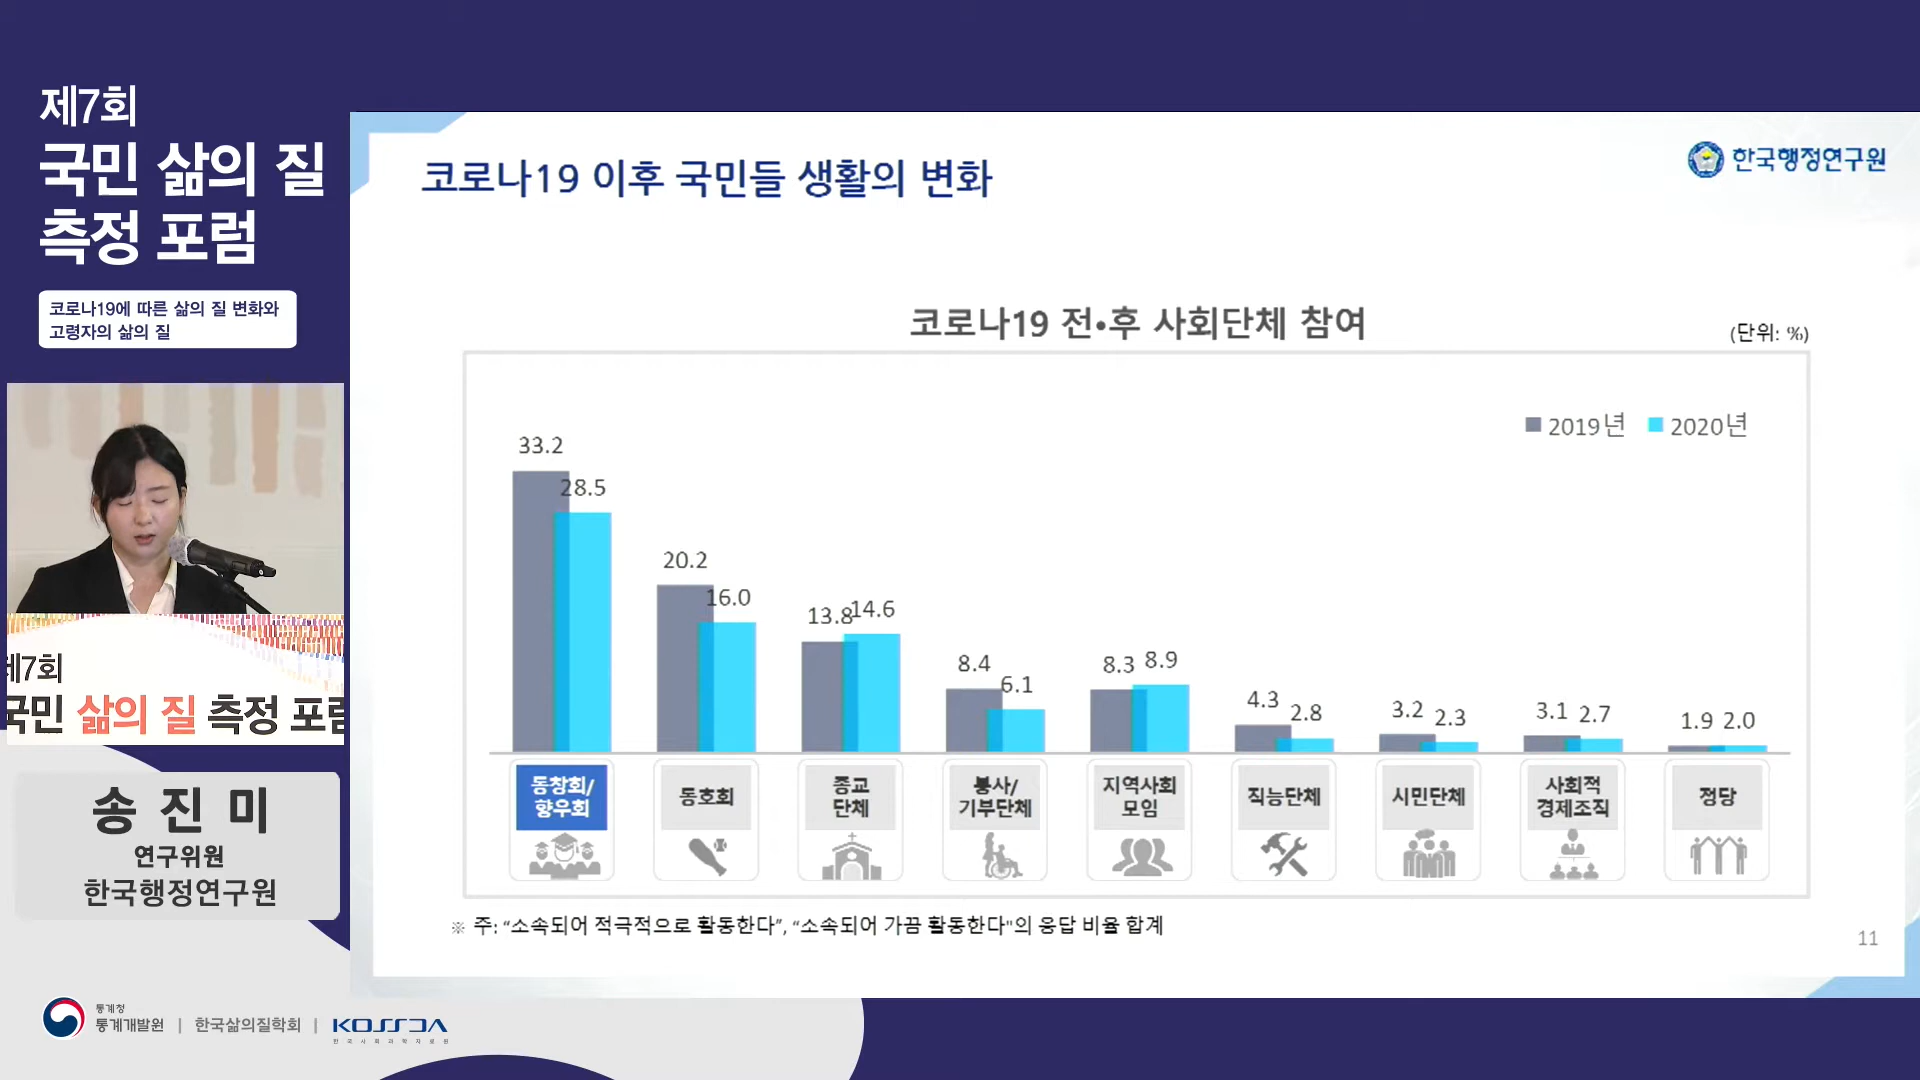 제7회
국민 삶의 질
측정 포럼
코로나19에 따른 삶의 질 변화와
고령자의 삶의 질
제7회
국민 삶의 질 측정 포럼
송 진 미
연구위원
한국행정연구원
통계청
통계개발원 | 한국삶의질학회 | KOSSDA
한국사회과학자료원
코로나19 이후 국민들 생활의 변화
한국행정연구원
코로나19 전•후 사회단체 참여
(단위: %)
2019년 2020년
33.2 28.5
20.2 16.0
13.8 14.6
8.4 6.1
8.3 8.9
4.3 2.8
3.2 2.3
3.1 2.7
1.9 2.0
동창회/
향우회
동호회
종교
단체
봉사/
기부단체
지역사회
모임
직능단체
시민단체
사회적
경제조직
정당
※ 주: “소속되어 적극적으로 활동한다”, “소속되어 가끔 활동한다"의 응답 비율 합계
11